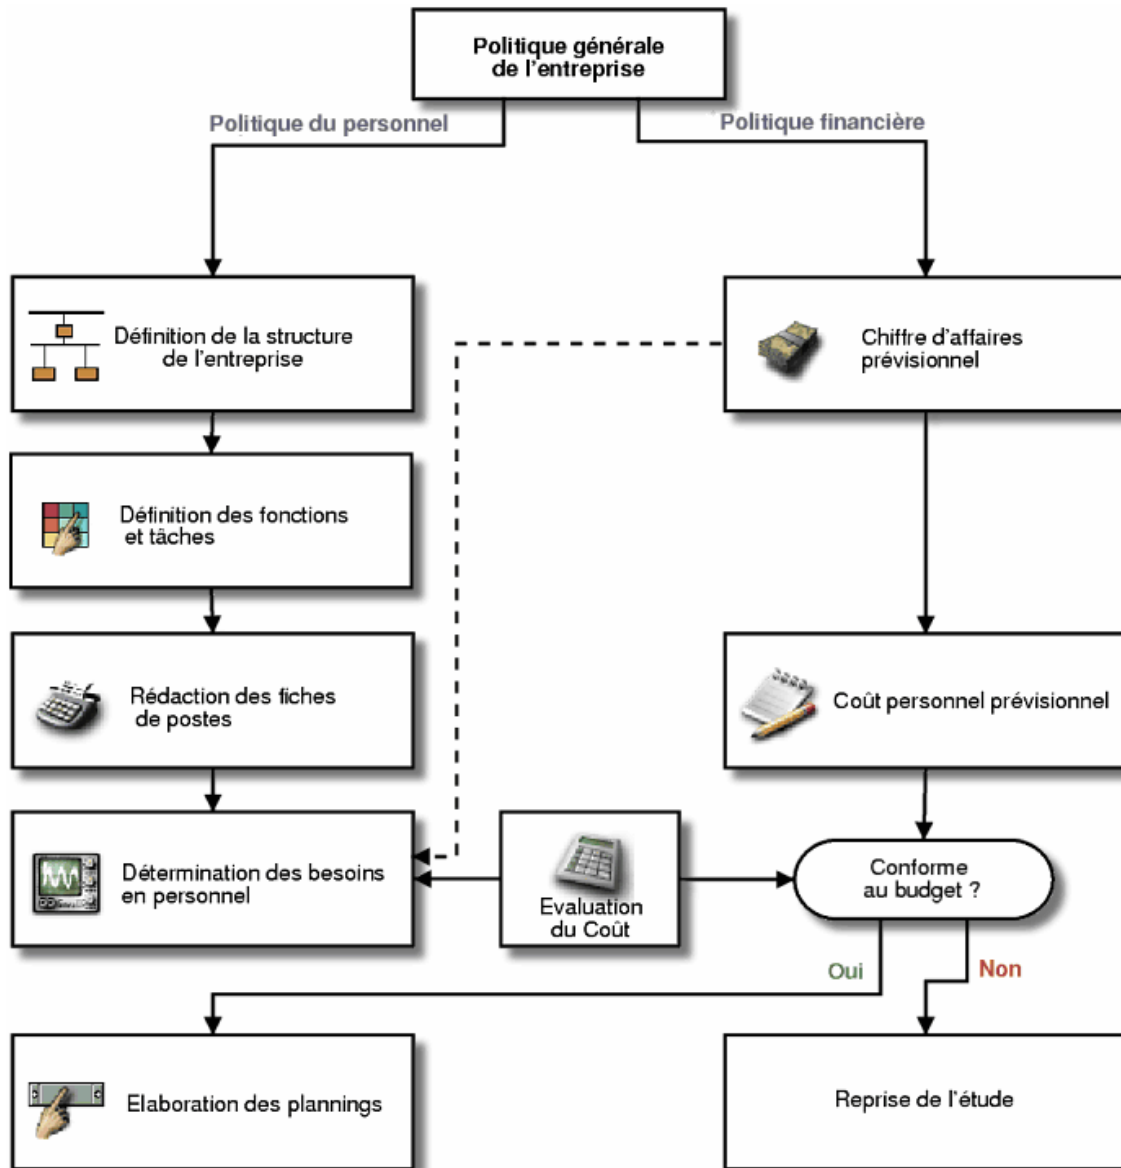 Politique générale
de l'entreprise
Politique du personnel
Politique financière
Définition de la structure
de l'entreprise
Chiffre d'affaires
prévisionnel
Définition des fonctions
et tâches
Rédaction des fiches
de postes
Coût personnel prévisionnel
Détermination des besoins
en personnel
Evaluation
du Coût
Conforme
au budget ?
Oui
Non
Elaboration des plannings
Reprise de l'étude